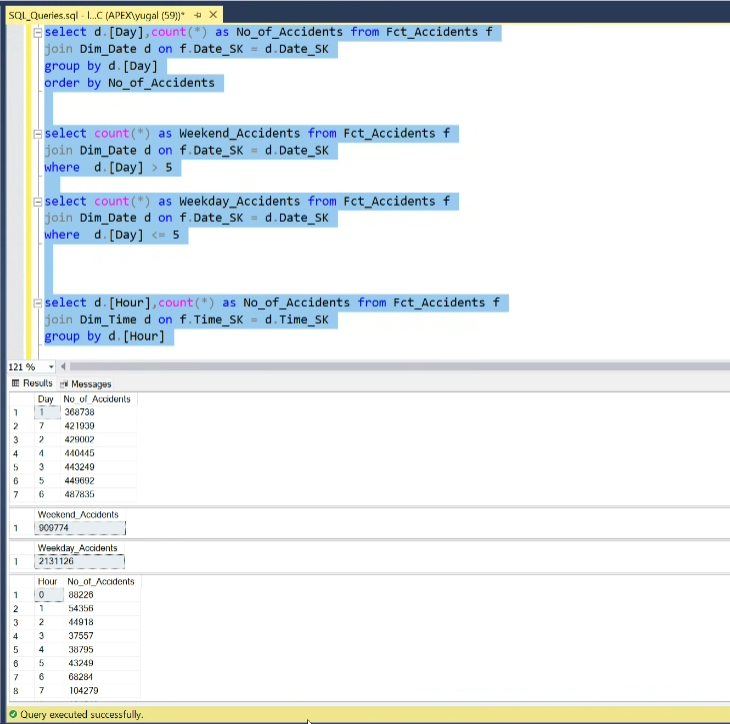 SQL_Queries.sql - l...C (APEX\yugal (59))*
select d.[Day],count(*) as No_of_Accidents from Fct_Accidents f
join Dim_Date d on f.Date_SK = d.Date_SK
group by d.[Day]
order by No_of_Accidents
select count(*) as Weekend_Accidents from Fct_Accidents f
join Dim_Date d on f.Date_SK = d.Date_SK
where  d.[Day] > 5
select count(*) as Weekday_Accidents from Fct_Accidents f
join Dim_Date d on f.Date_SK = d.Date_SK
where  d.[Day] <= 5
select d.[Hour],count(*) as No_of_Accidents from Fct_Accidents f
join Dim_Time d on f.Time_SK = d.Time_SK
group by d.[Hour]
121 %
Results Messages
Day No_of_Accidents
1 1 368738
2 7 421939
3 2 429002
4 4 440445
5 3 443249
6 5 449692
7 6 487835
Weekend_Accidents
1 909774
Weekday_Accidents
1 2131126
Hour No_of_Accidents
1 0 88226
2 1 54356
3 2 44918
4 3 37557
5 4 38795
6 5 43249
7 6 68284
8 7 104279
Query executed successfully.